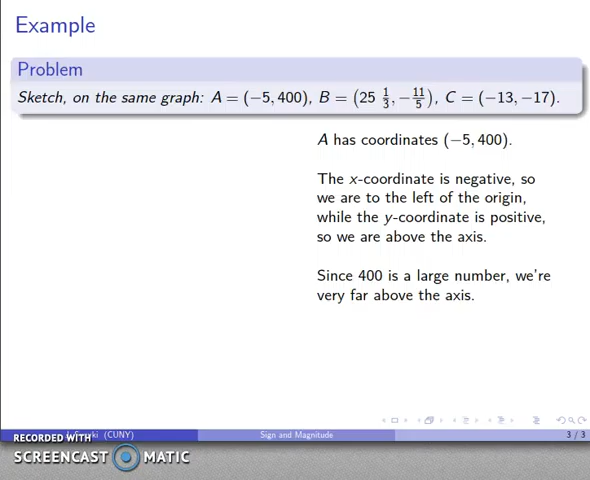 Example
Problem
Sketch, on the same graph: A = (−5, 400), B = (25 1/3, −11/5), C = (−13, −17).
A has coordinates (−5, 400).
The x-coordinate is negative, so
we are to the left of the origin,
while the y-coordinate is positive,
so we are above the axis.
Since 400 is a large number, we're
very far above the axis.
(CUNY)
Sign and Magnitude
3 / 3
RECORDED WITH
SCREENCAST MATIC